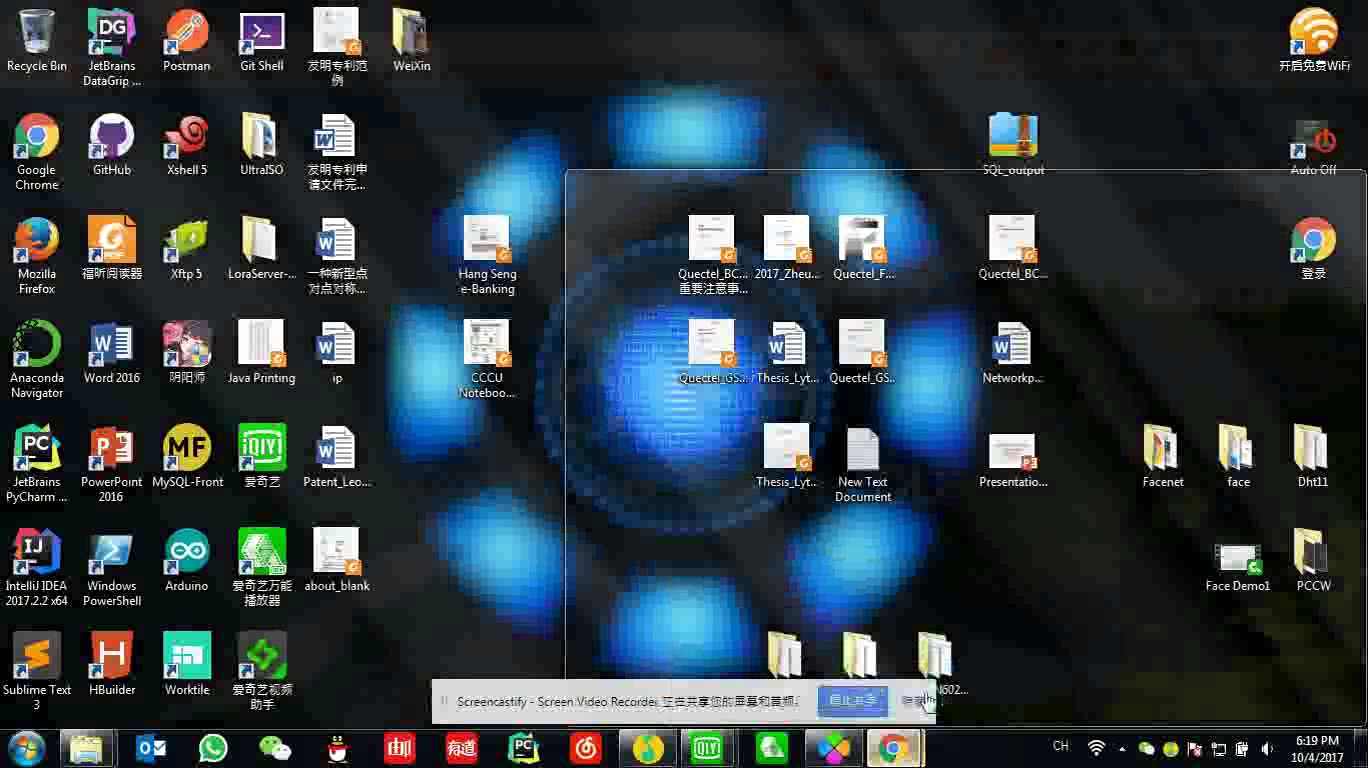 Recycle Bin
JetBrains
DataGrip ...
Postman
Git Shell
发明专利范
例
WeiXin
开启免费WiFi
Google
Chrome
GitHub
Xshell 5
UltraISO
发明专利申
请文件完...
SQL_output
Auto Off
Mozilla
Firefox
福昕阅读器
Xftp 5
LoraServer-...
一种新型点
对点对称...
Hang Seng
e-Banking
Quectel_BC...
重要注意事...
2017_Zheu...
Quectel_F...
Quectel_BC...
登录
Anaconda
Navigator
Word 2016
阴阳师
Java Printing
ip
CCCU
Noteboo...
Quectel_GS...
Thesis_Lyt...
Quectel_GS...
Networkp...
JetBrains
PyCharm ...
PowerPoint
2016
MySQL-Front
爱奇艺
Patent_Leo...
Thesis_Lyt...
New Text
Document
Presentatio...
Facenet
face
Dht11
IntelliJ IDEA
2017.2.2 x64
Windows
PowerShell
Arduino
爱奇艺万能
播放器
about_blank
Face Demo1
PCCW
Sublime Text
3
HBuilder
Worktile
爱奇艺视频
助手
Screencastify - Screen Video Recorder 正在共享您的屏幕和音频。
停止共享
CH
6:19 PM
10/4/2017